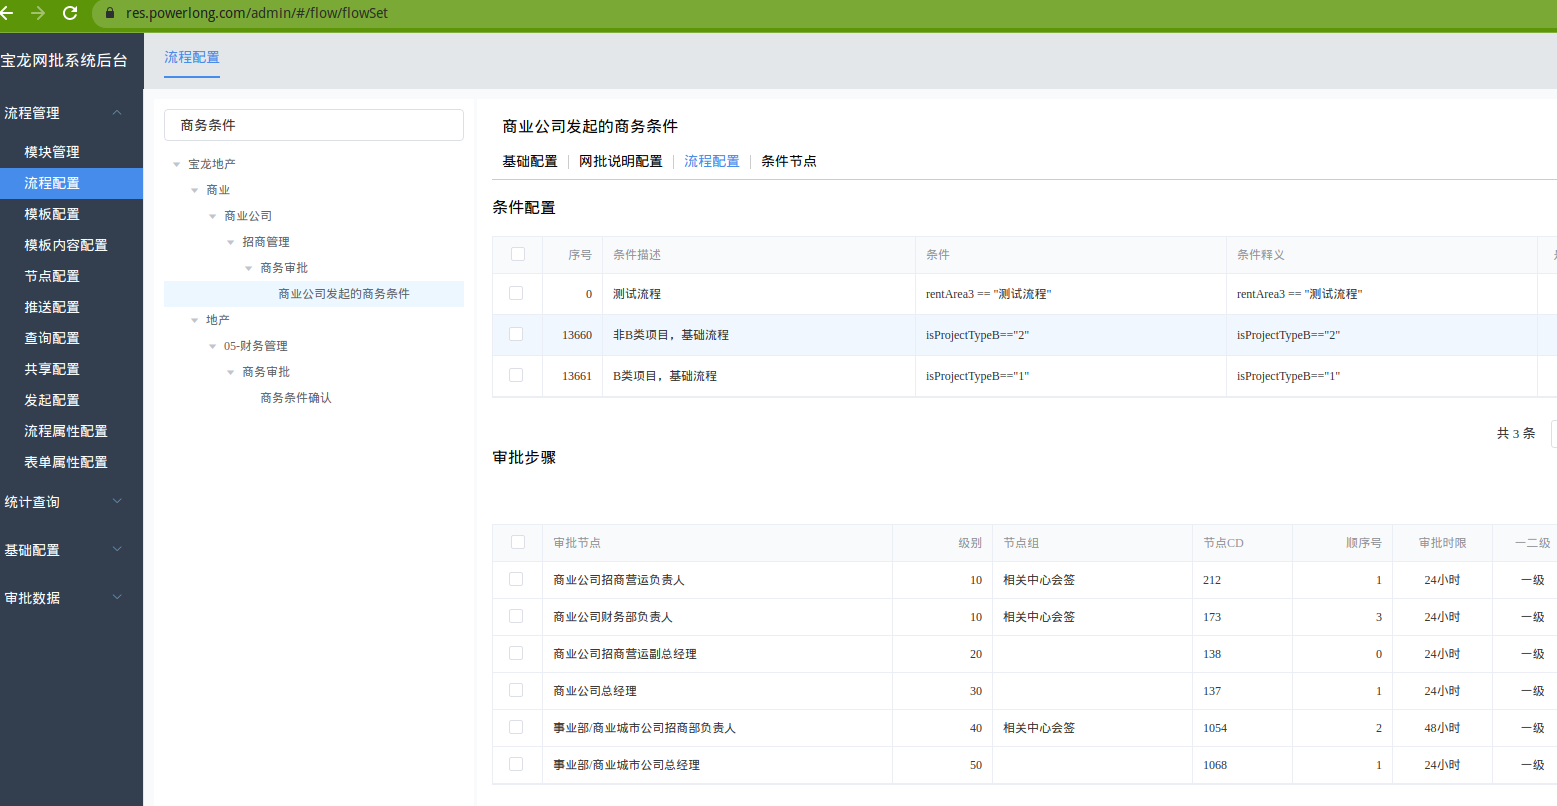 res.powerlong.com/admin/#/flow/flowSet
宝龙网批系统后台
流程管理
模块管理
流程配置
模板配置
模板内容配置
节点配置
推送配置
查询配置
共享配置
发起配置
流程属性配置
表单属性配置
统计查询
基础配置
审批数据
流程配置
商务条件
宝龙地产
商业
商业公司
招商管理
商务审批
商业公司发起的商务条件
地产
05-财务管理
商务审批
商务条件确认
商业公司发起的商务条件
基础配置 网批说明配置 流程配置 条件节点
条件配置
序号 条件描述 条件 条件释义
0 测试流程 rentArea3 == "测试流程" rentArea3 == "测试流程"
13660 非B类项目，基础流程 isProjectTypeB=="2" isProjectTypeB=="2"
13661 B类项目，基础流程 isProjectTypeB=="1" isProjectTypeB=="1"
共 3 条
审批步骤
审批节点 级别 节点组 节点CD 顺序号 审批时限 一二级
商业公司招商营运负责人 10 相关中心会签 212 1 24小时 一级
商业公司财务部负责人 10 相关中心会签 173 3 24小时 一级
商业公司招商营运副总经理 20 138 0 24小时 一级
商业公司总经理 30 137 1 24小时 一级
事业部/商业城市公司招商部负责人 40 相关中心会签 1054 2 48小时 一级
事业部/商业城市公司总经理 50 1068 1 24小时 一级